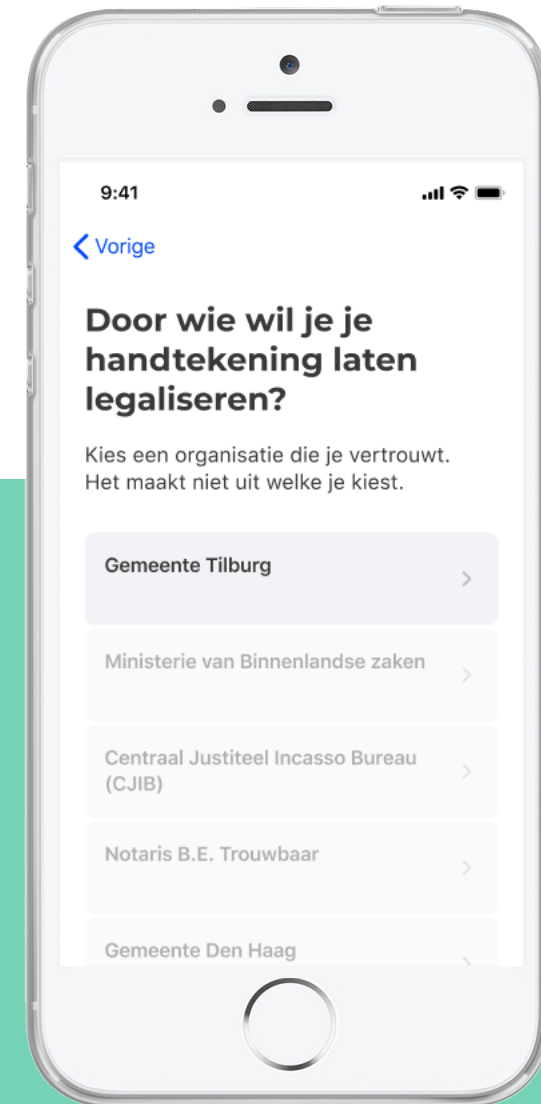 9:41
Vorige
Door wie wil je je
handtekening laten
legaliseren?
Kies een organisatie die je vertrouwt.
Het maakt niet uit welke je kiest.
Gemeente Tilburg
Ministerie van Binnenlandse zaken
Centraal Justiteel Incasso Bureau
(CJIB)
Notaris B.E. Trouwbaar
Gemeente Den Haag